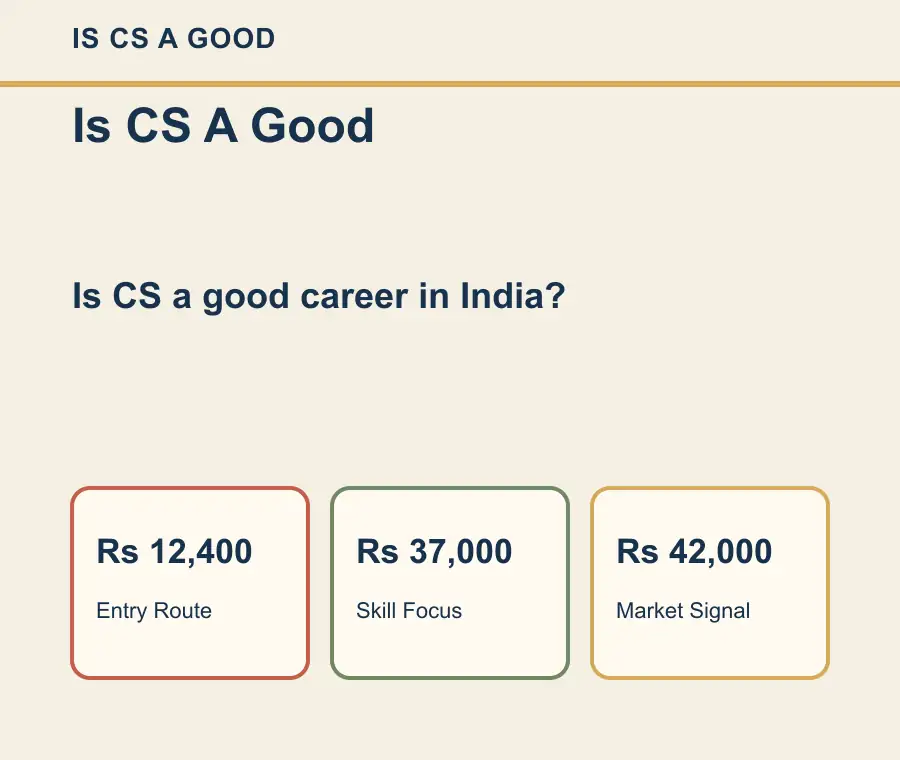 IS CS A GOOD
Is CS A Good
Is CS a good career in India?
Rs 12,400
Entry Route
Rs 37,000
Skill Focus
Rs 42,000
Market Signal